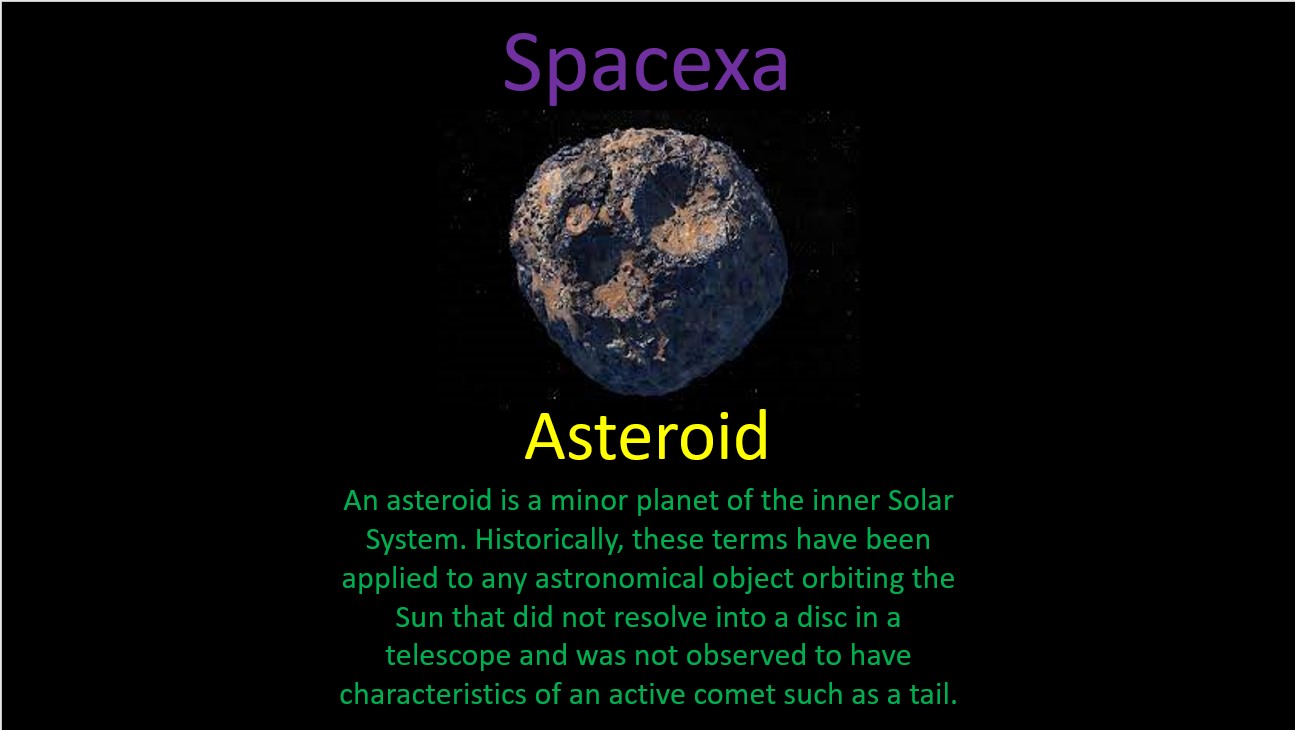 Spacexa
Asteroid
An asteroid is a minor planet of the inner Solar
System. Historically, these terms have been
applied to any astronomical object orbiting the
Sun that did not resolve into a disc in a
telescope and was not observed to have
characteristics of an active comet such as a tail.